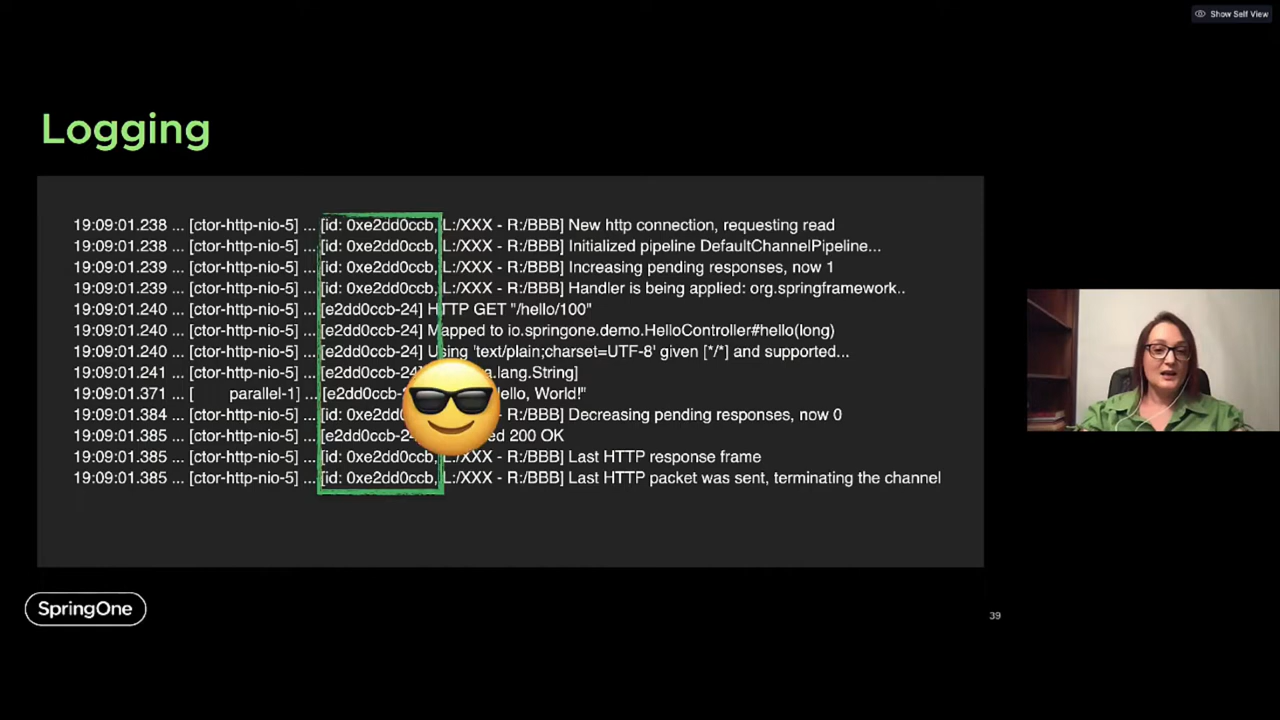 Show Self View
Logging
19:09:01.238 ... [ctor-http-nio-5] ... [id: 0xe2dd0ccb, L:/XXX - R:/BBB] New http connection, requesting read
19:09:01.238 ... [ctor-http-nio-5] ... [id: 0xe2dd0ccb, L:/XXX - R:/BBB] Initialized pipeline DefaultChannelPipeline...
19:09:01.239 ... [ctor-http-nio-5] ... [id: 0xe2dd0ccb, L:/XXX - R:/BBB] Increasing pending responses, now 1
19:09:01.239 ... [ctor-http-nio-5] ... [id: 0xe2dd0ccb, L:/XXX - R:/BBB] Handler is being applied: org.springframework..
19:09:01.240 ... [ctor-http-nio-5] ... [e2dd0ccb-24] HTTP GET "/hello/100"
19:09:01.240 ... [ctor-http-nio-5] ... [e2dd0ccb-24] Mapped to io.springone.demo.HelloController#hello(long)
19:09:01.240 ... [ctor-http-nio-5] ... [e2dd0ccb-24] Using 'text/plain;charset=UTF-8' given [*/*] and supported...
19:09:01.241 ... [ctor-http-nio-5] ... [e2dd0ccb-24] a.lang.String]
19:09:01.371 ... [ parallel-1] ... [e2dd0ccb- ello, World!"
19:09:01.384 ... [ctor-http-nio-5] ... [id: 0xe2dd0 - R:/BBB] Decreasing pending responses, now 0
19:09:01.385 ... [ctor-http-nio-5] ... [e2dd0ccb-2 ed 200 OK
19:09:01.385 ... [ctor-http-nio-5] ... [id: 0xe2dd0ccb, L:/XXX - R:/BBB] Last HTTP response frame
19:09:01.385 ... [ctor-http-nio-5] ... [id: 0xe2dd0ccb, L:/XXX - R:/BBB] Last HTTP packet was sent, terminating the channel
SpringOne
39